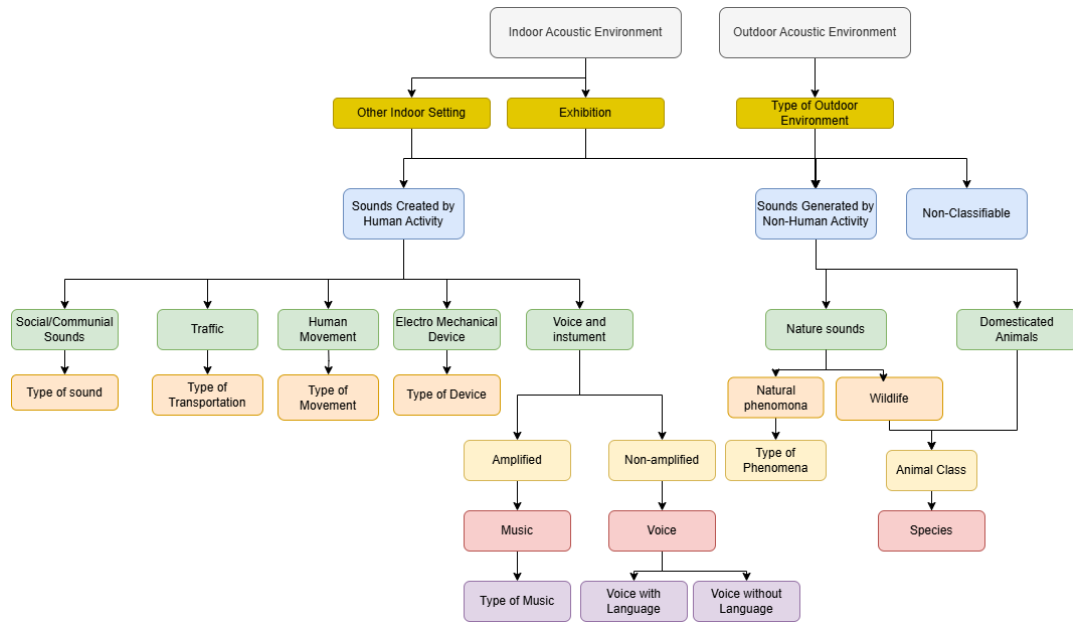 Indoor Acoustic Environment
Outdoor Acoustic Environment
Other Indoor Setting
Exhibition
Type of Outdoor
Environment
Sounds Created by
Human Activity
Sounds Generated by
Non-Human Activity
Non-Classifiable
Social/Communial
Sounds
Traffic
Human
Movement
Electro Mechanical
Device
Voice and
instument
Nature sounds
Domesticated
Animals
Type of sound
Type of
Transportation
Type of
Movement
Type of Device
Natural
phenomona
Wildlife
Amplified
Non-amplified
Type of
Phenomena
Animal Class
Music
Voice
Species
Type of Music
Voice with
Language
Voice without
Language